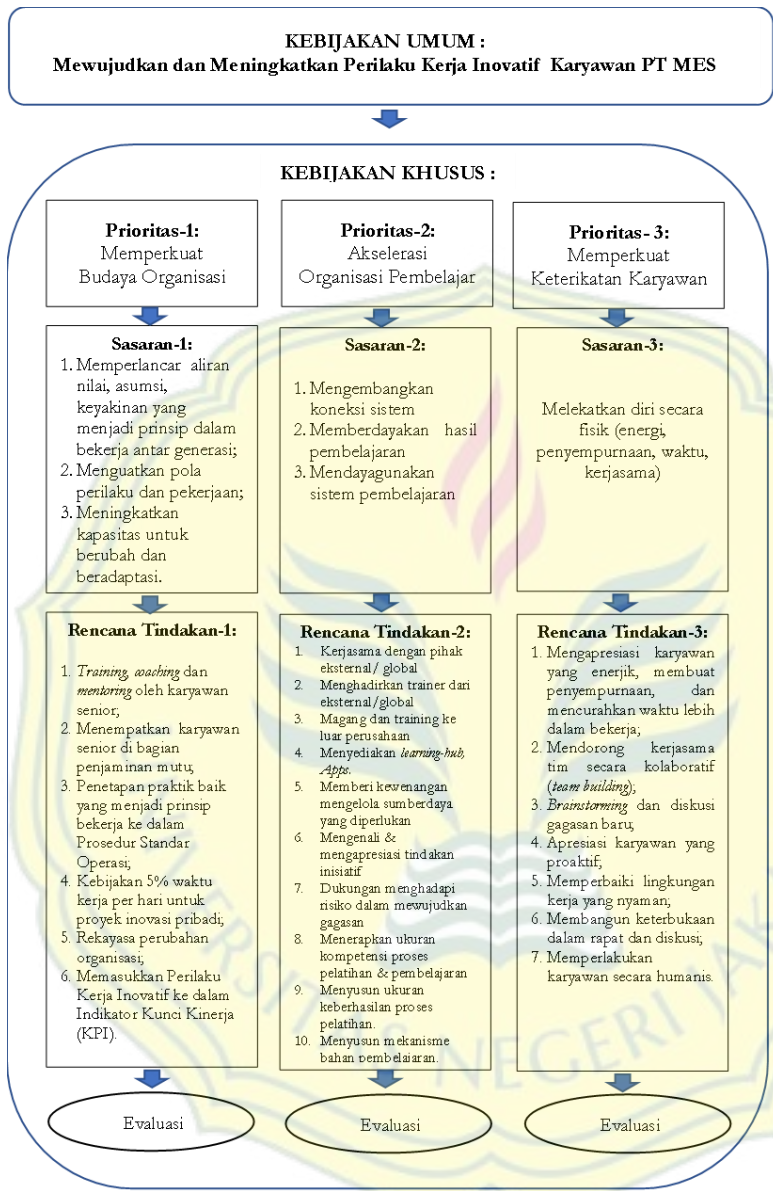 KEBIJAKAN UMUM :
Mewujudkan dan Meningkatkan Perilaku Kerja Inovatif Karyawan PT MES
KEBIJAKAN KHUSUS :
Prioritas-1:
Memperkuat
Budaya Organisasi
Sasaran-1:
1. Memperlancar aliran
nilai, asumsi,
keyakinan yang
menjadi prinsip dalam
bekerja antar generasi;
2. Menguatkan pola
perilaku dan pekerjaan;
3. Meningkatkan
kapasitas untuk
berubah dan
beradaptasi.
Rencana Tindakan-1:
1. Training, coaching dan
mentoring oleh karyawan
senior;
2. Menempatkan karyawan
senior di bagian
penjaminan mutu;
3. Penetapan praktik baik
yang menjadi prinsip
bekerja ke dalam
Prosedur Standar
Operasi;
4. Kebijakan 5% waktu
kerja per hari untuk
proyek inovasi pribadi;
5. Rekayasa perubahan
organisasi;
6. Memasukkan Perilaku
Kerja Inovatif ke dalam
Indikator Kunci Kinerja
(KPI).
Evaluasi
Prioritas-2:
Akselerasi
Organisasi Pembelajar
Sasaran-2:
1. Mengembangkan
koneksi sistem
2. Memberdayakan hasil
pembelajaran
3. Mendayagunakan
sistem pembelajaran
Rencana Tindakan-2:
1. Kerjasama dengan pihak
eksternal/ global
2. Menghadirkan trainer dari
eksternal/global
3. Magang dan training ke
luar perusahaan
4. Menyediakan learning-hub,
Apps.
5. Memberi kewenangan
mengelola sumberdaya
yang diperlukan
6. Mengenali &
mengapresiasi tindakan
inisiatif
7. Dukungan menghadapi
risiko dalam mewujudkan
gagasan
8. Menerapkan ukuran
kompetensi proses
pelatihan & pembelajaran
9. Menyusun ukuran
keberhasilan proses
pelatihan.
10. Menyusun mekanisme
bahan pembelajaran.
Evaluasi
Prioritas- 3:
Memperkuat
Keterikatan Karyawan
Sasaran-3:
Melekatkan diri secara
fisik (energi,
penyempurnaan, waktu,
kerjasama)
Rencana Tindakan-3:
1. Mengapresiasi karyawan
yang enerjik, membuat
penyempurnaan, dan
mencurahkan waktu lebih
dalam bekerja;
2. Mendorong kerjasama
tim secara kolaboratif
(team building);
3. Brainstorming dan diskusi
gagasan baru;
4. Apresiasi karyawan yang
proaktif;
5. Memperbaiki lingkungan
kerja yang nyaman;
6. Membangun keterbukaan
dalam rapat dan diskusi;
7. Memperlakukan
karyawan secara humanis.
Evaluasi